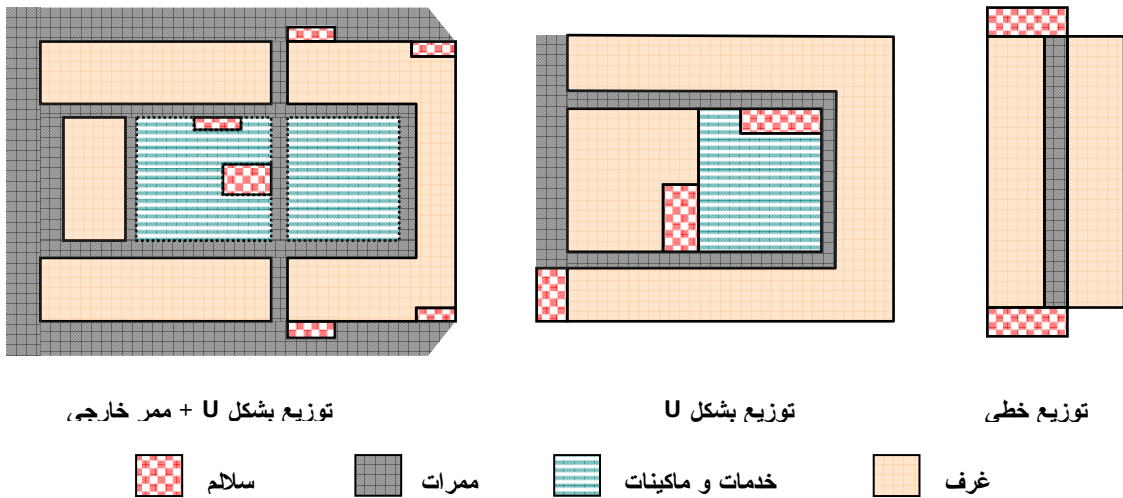 توزيع خطي
توزيع بشكل U
توزيع بشكل U + ممر خارجي
غرف
خدمات و ماكينات
ممرات
سلالم